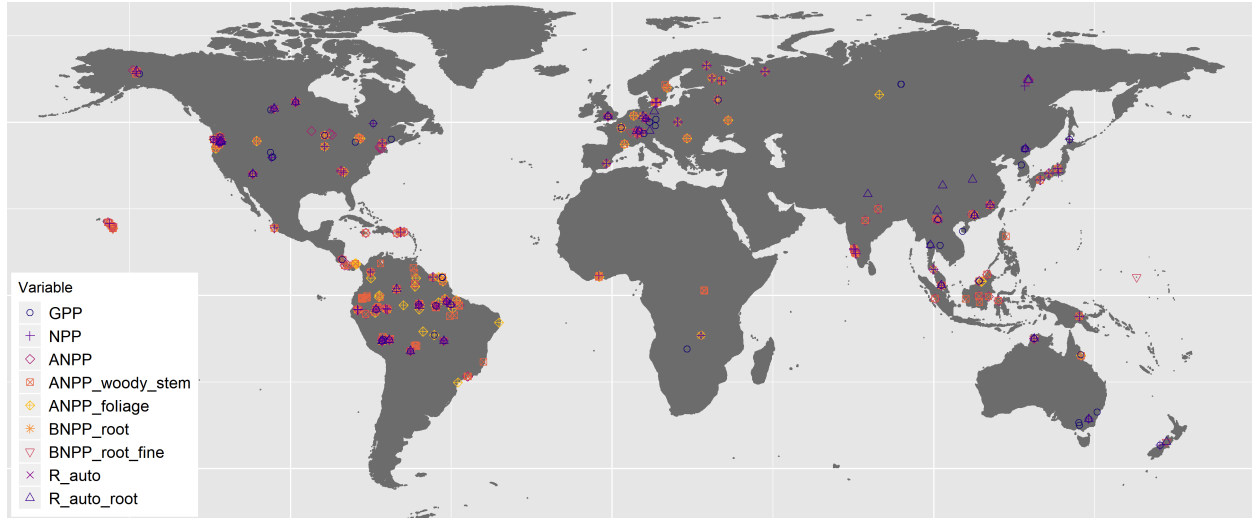 Variable
GPP
NPP
ANPP
ANPP_woody_stem
ANPP_foliage
BNPP_root
BNPP_root_fine
R_auto
R_auto_root